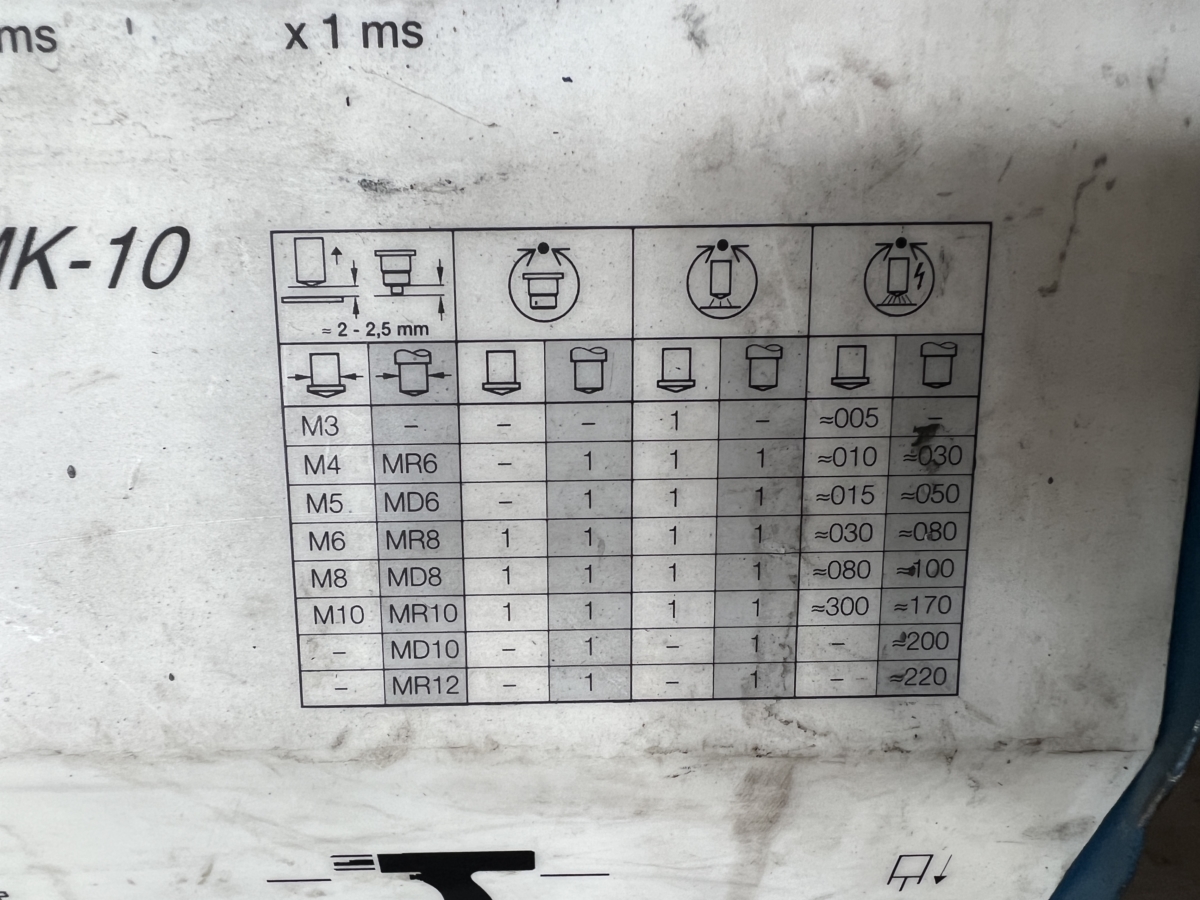 ms
x 1 ms
MK-10
≈ 2 - 2,5 mm
M3 – – – 1 – ≈005 –
M4 MR6 – 1 1 1 ≈010 ≈030
M5 MD6 – 1 1 1 ≈015 ≈050
M6 MR8 1 1 1 1 ≈030 ≈080
M8 MD8 1 1 1 1 ≈080 ≈100
M10 MR10 1 1 1 1 ≈300 ≈170
– MD10 – 1 – 1 – ≈200
– MR12 – 1 – 1 – ≈220